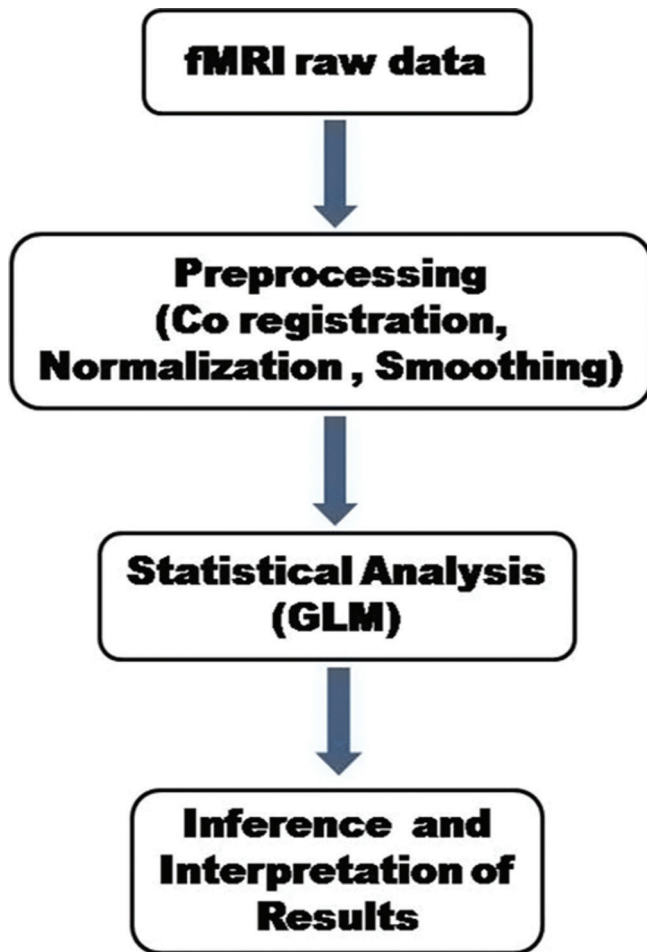 fMRI raw data
Preprocessing
(Co registration,
Normalization , Smoothing)
Statistical Analysis
(GLM)
Inference and
Interpretation of
Results